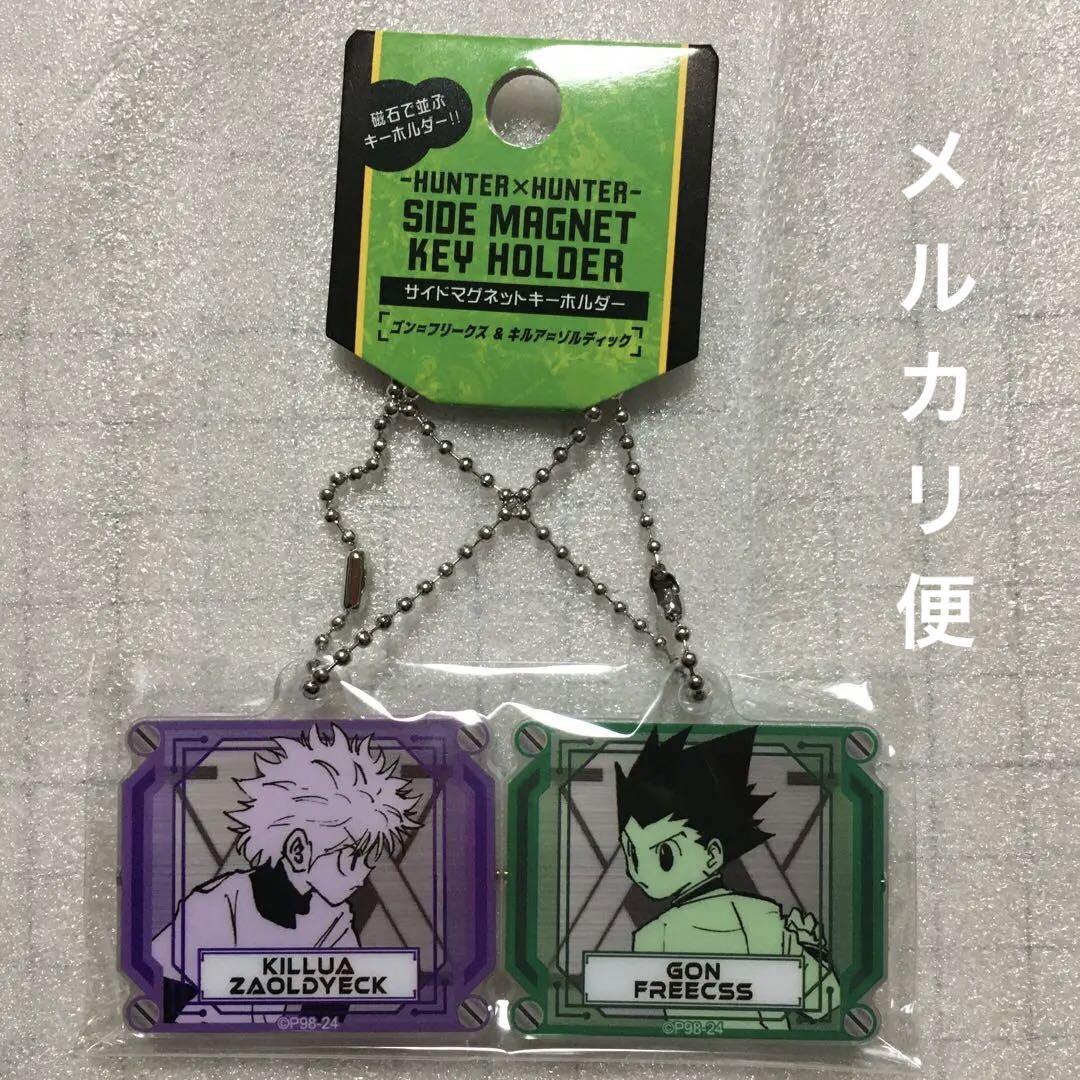 磁石で並ぶ
キーホルダー!!
-HUNTER×HUNTER-
SIDE MAGNET
KEY HOLDER
サイドマグネットキーホルダー
「ゴン=フリークス & キルア=ゾルディック」
メルカリ便
KILLUA
ZAOLDYECK
©P98-24
GON
FREECSS
©P98-24